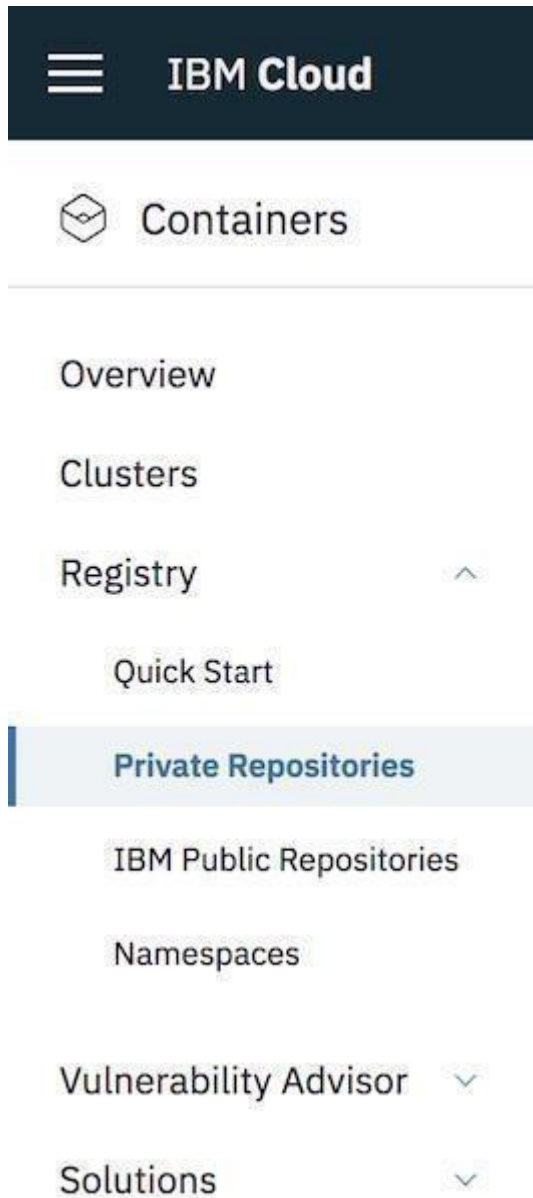 IBM Cloud
Containers
Overview
Clusters
Registry
Quick Start
Private Repositories
IBM Public Repositories
Namespaces
Vulnerability Advisor
Solutions